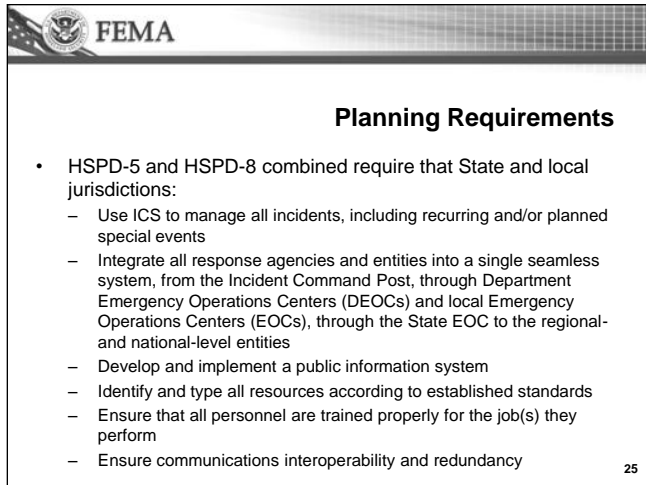 FEMA
Planning Requirements
• HSPD-5 and HSPD-8 combined require that State and local
jurisdictions:
– Use ICS to manage all incidents, including recurring and/or planned
special events
– Integrate all response agencies and entities into a single seamless
system, from the Incident Command Post, through Department
Emergency Operations Centers (DEOCs) and local Emergency
Operations Centers (EOCs), through the State EOC to the regional-
and national-level entities
– Develop and implement a public information system
– Identify and type all resources according to established standards
– Ensure that all personnel are trained properly for the job(s) they
perform
– Ensure communications interoperability and redundancy
25